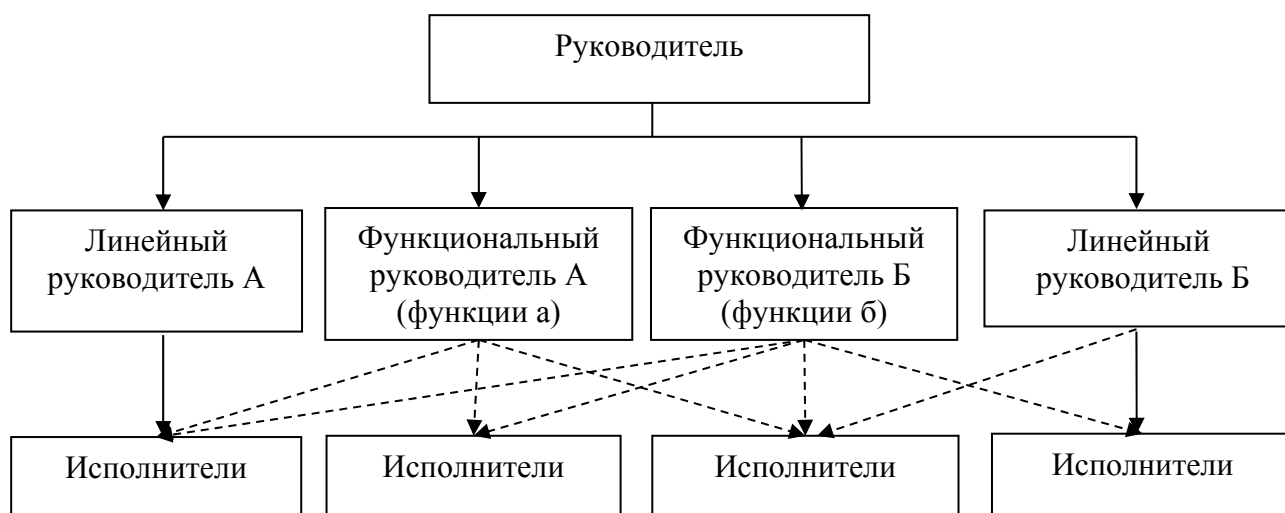 Руководитель
Линейный
руководитель А
Функциональный
руководитель А
(функции а)
Функциональный
руководитель Б
(функции б)
Линейный
руководитель Б
Исполнители
Исполнители
Исполнители
Исполнители